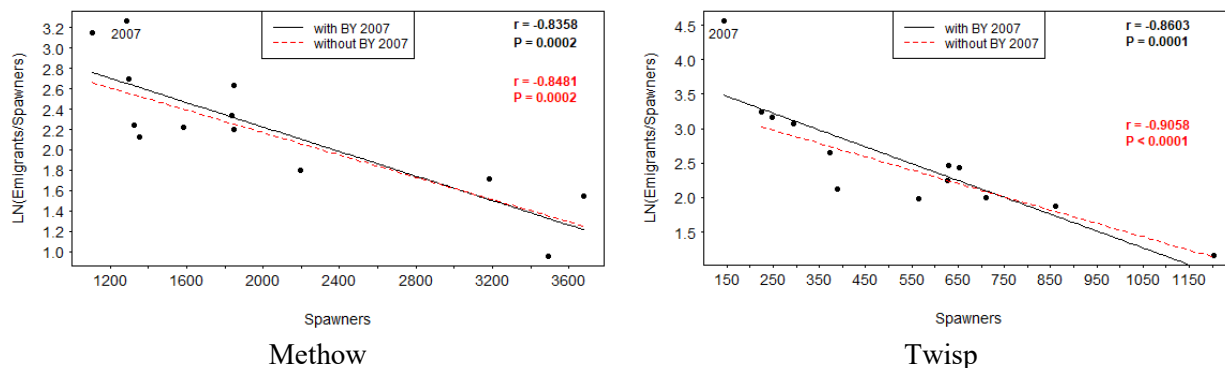 LN(Emigrants/Spawners)
3.2
3.0
2.8
2.6
2.4
2.2
2.0
1.8
1.6
1.4
1.2
1.0
2007
with BY 2007
without BY 2007
r = -0.8358
P = 0.0002
r = -0.8481
P = 0.0002
1200 1600 2000 2400 2800 3200 3600
Spawners
Methow
LN(Emigrants/Spawners)
4.5
4.0
3.5
3.0
2.5
2.0
1.5
2007
with BY 2007
without BY 2007
r = -0.8603
P = 0.0001
r = -0.9058
P < 0.0001
150 250 350 450 550 650 750 850 950 1050 1150
Spawners
Twisp